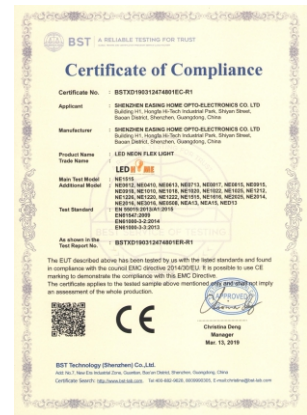 BST
A RELIABLE TESTING FOR TRUST
Certificate of Compliance
Certificate No. : BSTXD190312474801EC-R1
Applicant : SHENZHEN EASING HOME OPTO-ELECTRONICS CO. LTD
Building H1, Hongfa Hi-Tech Industrial Park, Shiyan Street,
Baoan District, Shenzhen, Guangdong, China
Manufacturer : SHENZHEN EASING HOME OPTO-ELECTRONICS CO. LTD
Building H1, Hongfa Hi-Tech Industrial Park, Shiyan Street,
Baoan District, Shenzhen, Guangdong, China
Product Name : LED NEON FLEX LIGHT
Trade Name :
Main Test Model : NE1515
Additional Model :
Test Standard : EN 55015:2013/A1:2015
EN61547:2009
EN61000-3-2:2014
EN61000-3-3:2013
As shown in the
Test Report No. : BSTXD190312474801ER-R1
The EUT described above has been tested by us with the listed standards and found
in compliance with the council EMC directive 2014/30/EU. It is possible to use CE
marking to demonstrate the compliance with this EMC Directive.
The certificate applies to the tested sample above mentioned only and shall not imply
an assessment of the whole production.
CE
APPROVED
Christina Deng
Manager
Mar. 13, 2019
BST Technology (Shenzhen) Co.,Ltd.